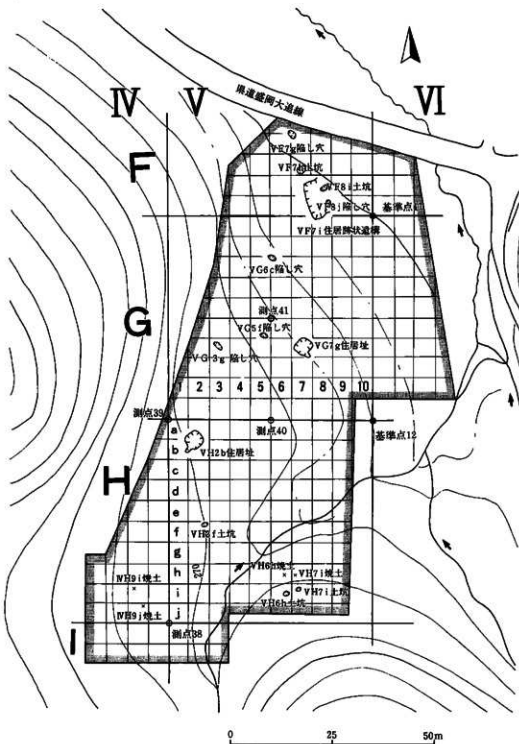 県道盛岡大迫線
Ⅳ Ⅴ Ⅵ
F
ⅤF7g陥し穴
ⅤF8i土坑
ⅤF8j陥し穴
基準点
ⅤF7i住居跡状遺構
ⅤG6c陥し穴
測点41
G
ⅤG5f陥し穴
ⅤG3g陥し穴
ⅤG7g住居址
1 2 3 4 5 6 7 8 9 10
測点39
測点40
基準点12
a
b
ⅤH2b住居址
c
H
d
e
f
ⅤH3f土坑
g
h
ⅤH6h焼土
ⅤH7i焼土
i
ⅣH9i焼土
ⅤH7i土坑
ⅤH6h土坑
j
ⅣH9j焼土
測点38
I
0 25 50m